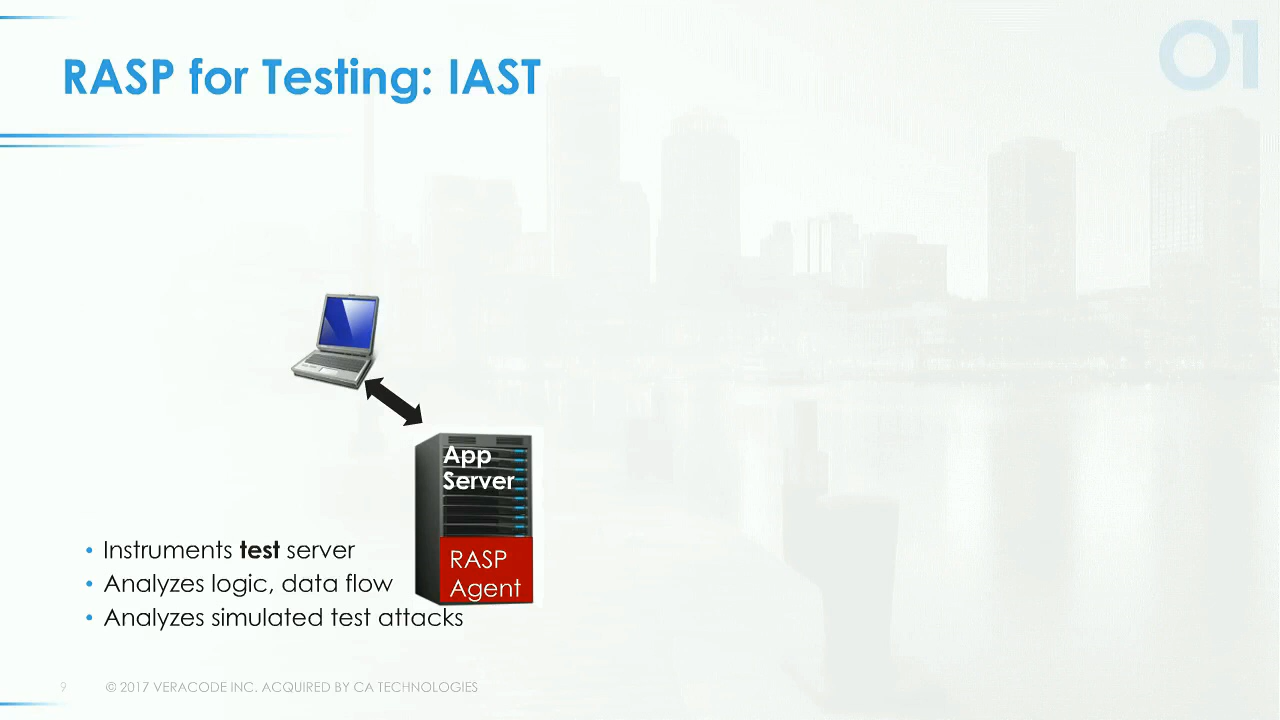 01
RASP for Testing: IAST
App
Server
RASP
Agent
• Instruments test server
• Analyzes logic, data flow
• Analyzes simulated test attacks
9 © 2017 VERACODE INC. ACQUIRED BY CA TECHNOLOGIES